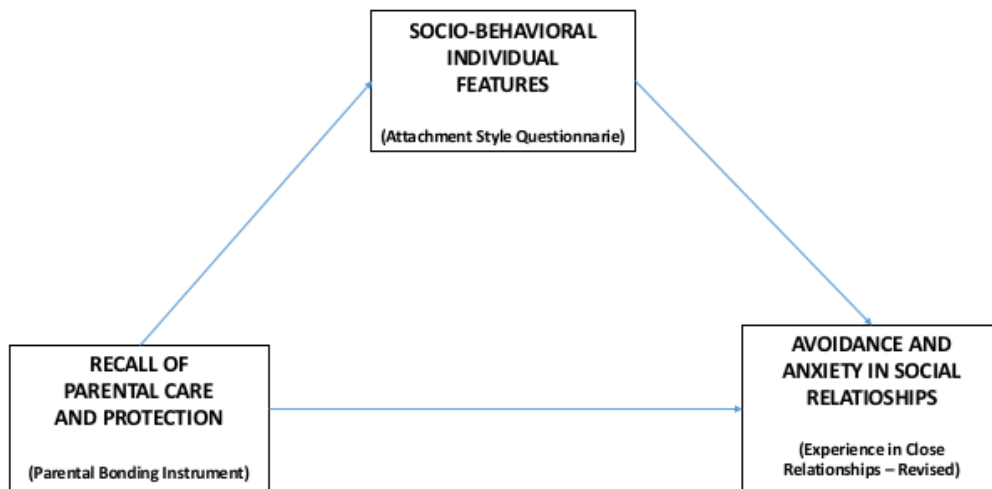 SOCIO-BEHAVIORAL
INDIVIDUAL
FEATURES
(Attachment Style Questionnarie)
RECALL OF
PARENTAL CARE
AND PROTECTION
(Parental Bonding Instrument)
AVOIDANCE AND
ANXIETY IN SOCIAL
RELATIOSHIPS
(Experience in Close
Relationships – Revised)